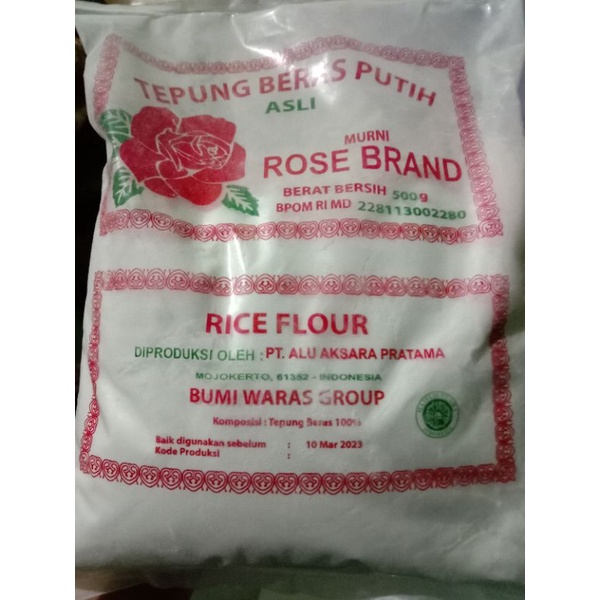 TEPUNG BERAS PUTIH
ASLI
MURNI
ROSE BRAND
BERAT BERSIH 500 g
BPOM RI MD 228113002280
RICE FLOUR
DIPRODUKSI OLEH : PT. ALU AKSARA PRATAMA
MOJOKERTO, 61352 - INDONESIA
BUMI WARAS GROUP
Komposisi : Tepung Beras 100%
Baik digunakan sebelum : 10 Mar 2023
Kode Produksi :